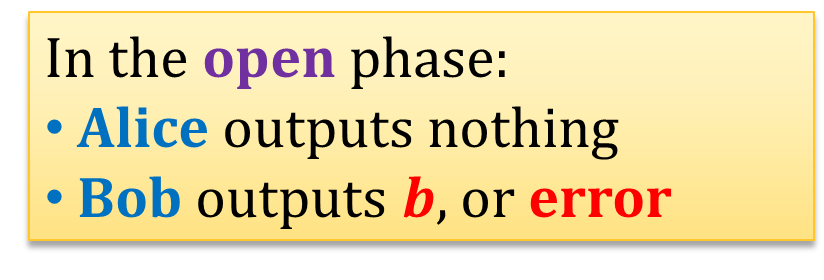 In the open phase:
• Alice outputs nothing
• Bob outputs b, or error